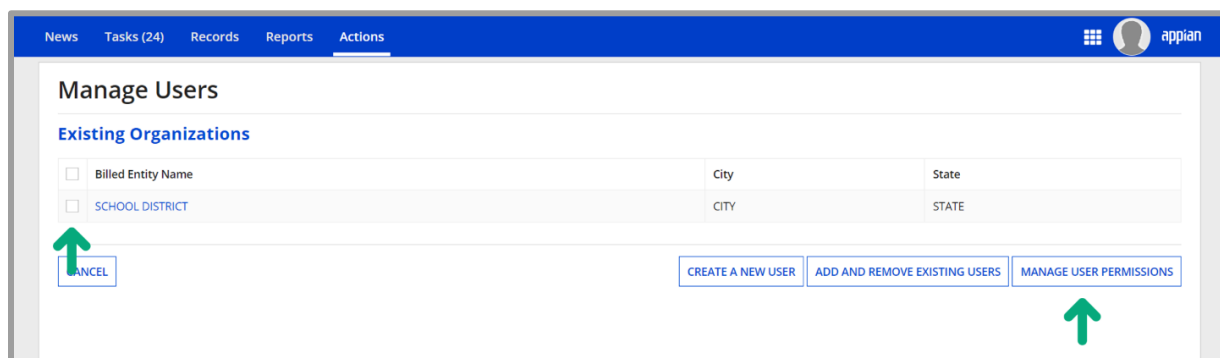 News Tasks (24) Records Reports Actions appian
Manage Users
Existing Organizations
Billed Entity Name City State
SCHOOL DISTRICT CITY STATE
CANCEL CREATE A NEW USER ADD AND REMOVE EXISTING USERS MANAGE USER PERMISSIONS